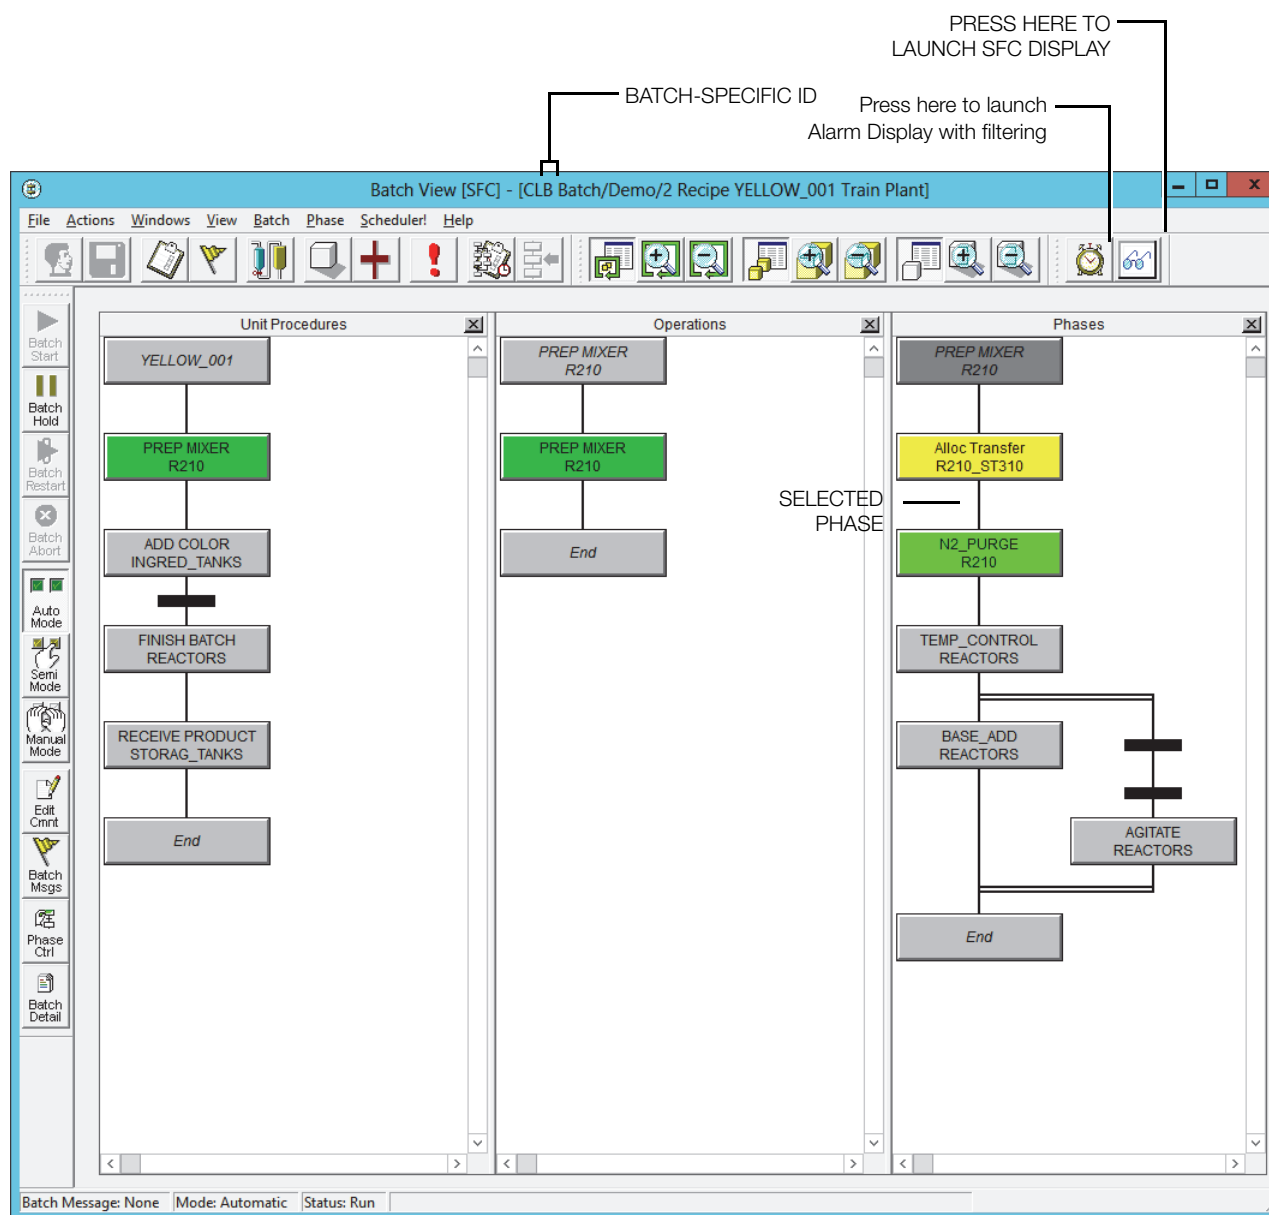 PRESS HERE TO
LAUNCH SFC DISPLAY
BATCH-SPECIFIC ID
Press here to launch
Alarm Display with filtering
Batch View [SFC] - [CLB Batch/Demo/2 Recipe YELLOW_001 Train Plant]
File Actions Windows View Batch Phase Scheduler! Help
Batch
Start
Batch
Hold
Batch
Restart
Batch
Abort
Auto
Mode
Semi
Mode
Manual
Mode
Edit
Cmnt
Batch
Msgs
Phase
Ctrl
Batch
Detail
Unit Procedures
YELLOW_001
PREP MIXER
R210
ADD COLOR
INGRED_TANKS
FINISH BATCH
REACTORS
RECEIVE PRODUCT
STORAG_TANKS
End
Operations
PREP MIXER
R210
PREP MIXER
R210
End
Phases
PREP MIXER
R210
Alloc Transfer
R210_ST310
SELECTED
PHASE
N2_PURGE
R210
TEMP_CONTROL
REACTORS
BASE_ADD
REACTORS
AGITATE
REACTORS
End
Batch Message: None Mode: Automatic Status: Run